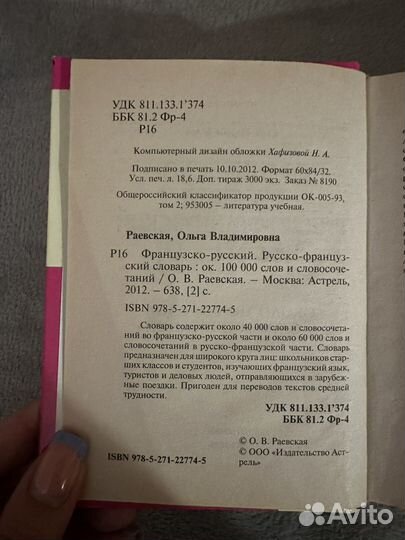 УДК 811.133.1'374
ББК 81.2 Фр-4
Р16
Компьютерный дизайн обложки Хафизовой Н. А.
Подписано в печать 10.10.2012. Формат 60х84/32.
Усл. печ. л. 18,6. Доп. тираж 3000 экз. Заказ № 8190
Общероссийский классификатор продукции ОК-005-93,
том 2; 953005 – литература учебная.
Раевская, Ольга Владимировна
Р16 Французско-русский. Русско-француз-
ский словарь : ок. 100 000 слов и словосоче-
таний / О. В. Раевская. – Москва: Астрель,
2012. – 638, [2] с.
ISBN 978-5-271-22774-5
Словарь содержит около 40 000 слов и словосочета-
ний во французско-русской части и около 60 000 слов
и словосочетаний в русско-французской части. Словарь
предназначен для широкого круга лиц: школьников стар-
ших классов и студентов, изучающих французский язык,
туристов и деловых людей, отправляющихся в зарубеж-
ные поездки. Пригоден для переводов текстов средней
трудности.
УДК 811.133.1'374
ББК 81.2 Фр-4
© О. В. Раевская
© ООО «Издательство Аст-
рель»
ISBN 978-5-271-22774-5
Avito